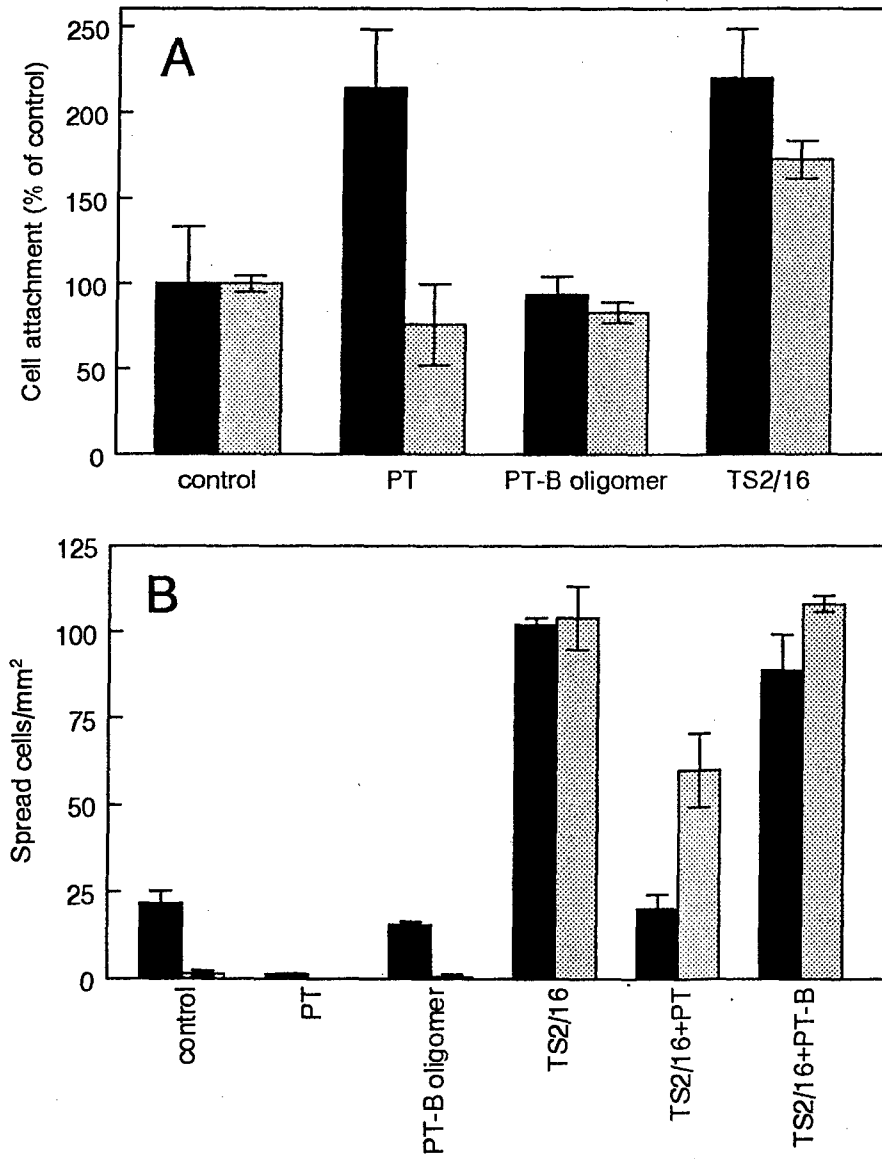 A
Cell attachment (% of control)
250
200
150
100
50
0
control PT PT-B oligomer TS2/16
B
Spread cells/mm²
125
100
75
50
25
0
control
PT
PT-B oligomer
TS2/16
TS2/16+PT
TS2/16+PT-B